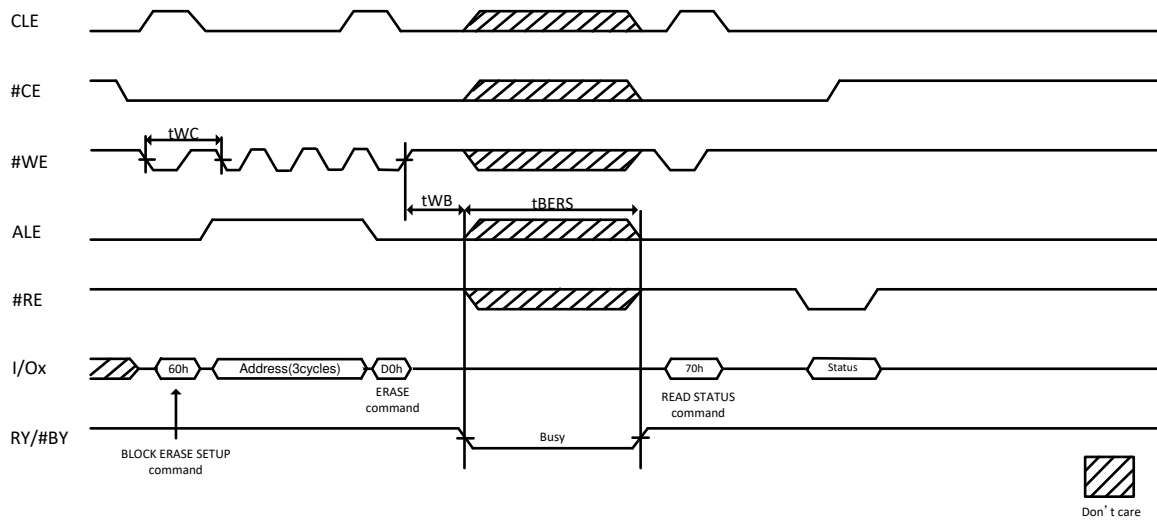 CLE
#CE
tWC
#WE
tWB
tBERS
ALE
#RE
I/Ox
60h
Address(3cycles)
D0h
70h
Status
ERASE
command
READ STATUS
command
RY/#BY
Busy
BLOCK ERASE SETUP
command
Don’t care